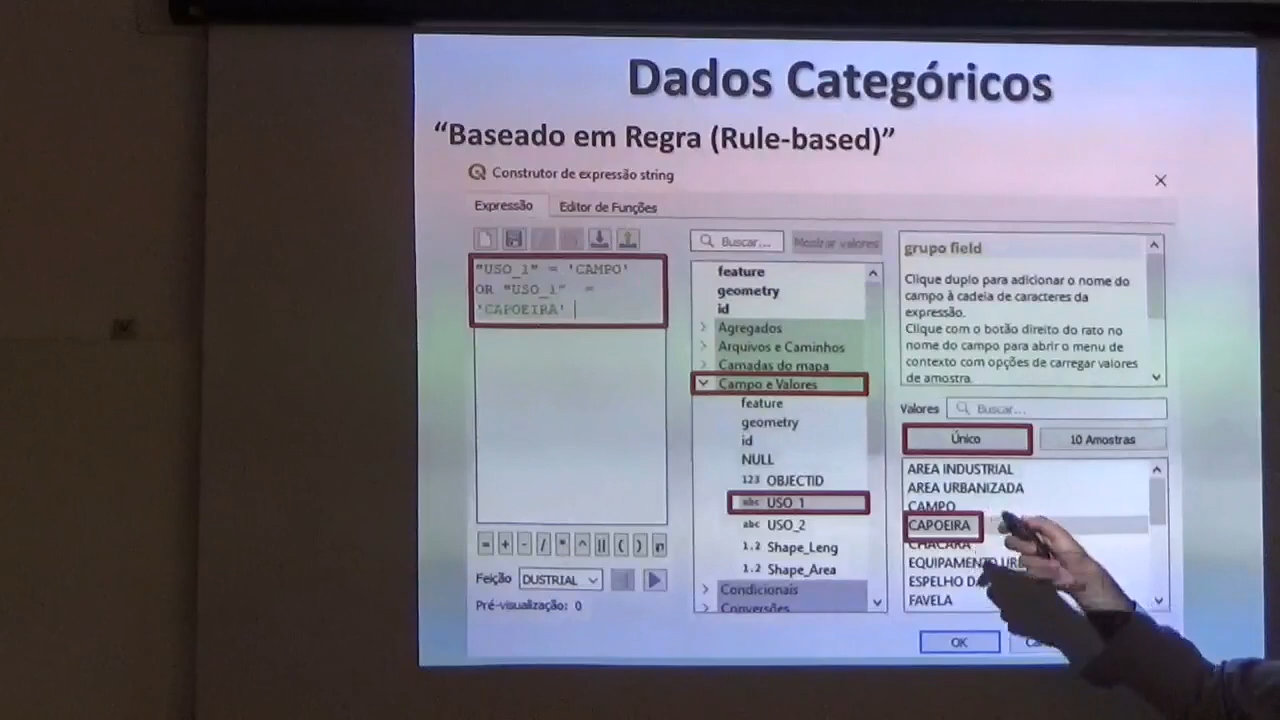 Dados Categóricos
“Baseado em Regra (Rule-based)”
Construtor de expressão string
Expressão
Editor de Funções
"USO_1" = 'CAMPO'
OR "USO_1" =
'CAPOEIRA'
= + - / * ^ || ( )
Feição
DUSTRIAL
Pré-visualização: 0
Buscar...
Mostrar valores
feature
geometry
id
Agregados
Arquivos e Caminhos
Camadas do mapa
Campo e Valores
feature
geometry
id
NULL
123 OBJECTID
abc USO_1
abc USO_2
1.2 Shape_Leng
1.2 Shape_Area
Condicionais
Conversões
grupo field
Clique duplo para adicionar o nome do
campo à cadeia de caracteres da
expressão.
Clique com o botão direito do rato no
nome do campo para abrir o menu de
contexto com opções de carregar valores
de amostra.
Valores
Buscar...
Único
10 Amostras
AREA INDUSTRIAL
AREA URBANIZADA
CAMPO
CAPOEIRA
CHACARA
EQUIPAMENTO UR
ESPELHO
FAVELA
OK